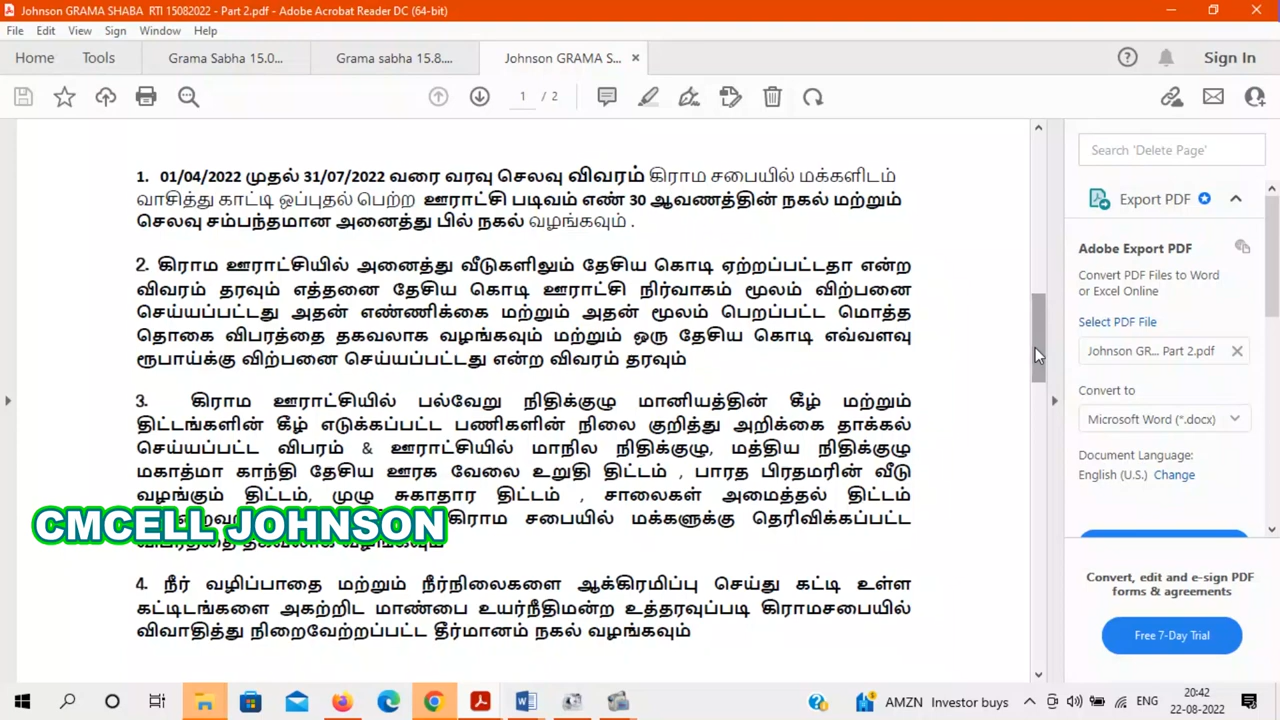 Johnson GRAMA SHABA RTI 15082022 - Part 2.pdf - Adobe Acrobat Reader DC (64-bit)
File Edit View Sign Window Help
Home Tools Grama Sabha 15.0... Grama sabha 15.8.... Johnson GRAMA S... Sign In
1 / 2
1. 01/04/2022 முதல் 31/07/2022 வரை வரவு செலவு விவரம் கிராம சபையில் மக்களிடம்
வாசித்து காட்டி ஒப்புதல் பெற்ற ஊராட்சி படிவம் எண் 30 ஆவணத்தின் நகல் மற்றும்
செலவு சம்பந்தமான அனைத்து பில் நகல் வழங்கவும் .
2. கிராம ஊராட்சியில் அனைத்து வீடுகளிலும் தேசிய கொடி ஏற்றப்பட்டதா என்ற
விவரம் தரவும் எத்தனை தேசிய கொடி ஊராட்சி நிர்வாகம் மூலம் விற்பனை
செய்யப்பட்டது அதன் எண்ணிக்கை மற்றும் அதன் மூலம் பெறப்பட்ட மொத்த
தொகை விபரத்தை தகவலாக வழங்கவும் மற்றும் ஒரு தேசிய கொடி எவ்வளவு
ரூபாய்க்கு விற்பனை செய்யப்பட்டது என்ற விவரம் தரவும்
3. கிராம ஊராட்சியில் பல்வேறு நிதிக்குழு மானியத்தின் கீழ் மற்றும்
திட்டங்களின் கீழ் எடுக்கப்பட்ட பணிகளின் நிலை குறித்து அறிக்கை தாக்கல்
செய்யப்பட்ட விபரம் & ஊராட்சியில் மாநில நிதிக்குழு, மத்திய நிதிக்குழு
மகாத்மா காந்தி தேசிய ஊரக வேலை உறுதி திட்டம் , பாரத பிரதமரின் வீடு
வழங்கும் திட்டம், முழு சுகாதார திட்டம் , சாலைகள் அமைத்தல் திட்டம்
கிராம சபையில் மக்களுக்கு தெரிவிக்கப்பட்ட
CMCELL JOHNSON
விபரத்தை தகவலாக வழங்கவும்
4. நீர் வழிப்பாதை மற்றும் நீர்நிலைகளை ஆக்கிரமிப்பு செய்து கட்டி உள்ள
கட்டிடங்களை அகற்றிட மாண்பை உயர்நீதிமன்ற உத்தரவுப்படி கிராமசபையில்
விவாதித்து நிறைவேற்றப்பட்ட தீர்மானம் நகல் வழங்கவும்
Search 'Delete Page'
Export PDF
Adobe Export PDF
Convert PDF Files to Word
or Excel Online
Select PDF File
Johnson GR... Part 2.pdf
Convert to
Microsoft Word (*.docx)
Document Language:
English (U.S.) Change
Convert, edit and e-sign PDF
forms & agreements
Free 7-Day Trial
AMZN Investor buys ENG 20:42
22-08-2022